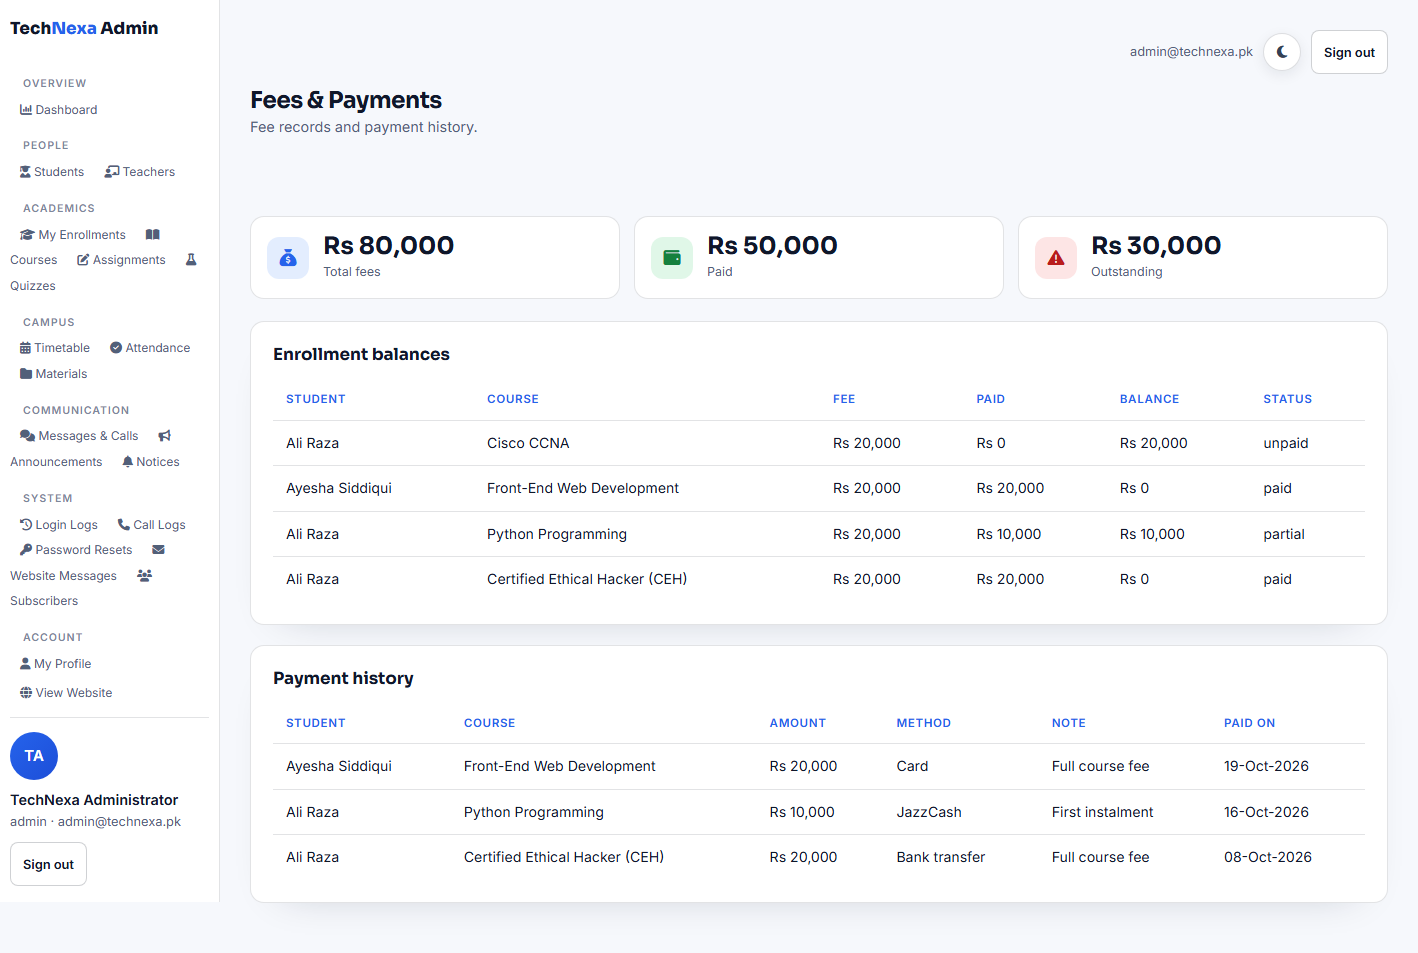 TechNexa Admin
OVERVIEW
Dashboard
PEOPLE
Students Teachers
ACADEMICS
My Enrollments
Courses Assignments
Quizzes
CAMPUS
Timetable Attendance
Materials
COMMUNICATION
Messages & Calls
Announcements Notices
SYSTEM
Login Logs Call Logs
Password Resets
Website Messages
Subscribers
ACCOUNT
My Profile
View Website
TA
TechNexa Administrator
admin · admin@technexa.pk
Sign out
admin@technexa.pk Sign out
Fees & Payments
Fee records and payment history.
Rs 80,000
Total fees
Rs 50,000
Paid
Rs 30,000
Outstanding
Enrollment balances
STUDENT COURSE FEE PAID BALANCE STATUS
Ali Raza Cisco CCNA Rs 20,000 Rs 0 Rs 20,000 unpaid
Ayesha Siddiqui Front-End Web Development Rs 20,000 Rs 20,000 Rs 0 paid
Ali Raza Python Programming Rs 20,000 Rs 10,000 Rs 10,000 partial
Ali Raza Certified Ethical Hacker (CEH) Rs 20,000 Rs 20,000 Rs 0 paid
Payment history
STUDENT COURSE AMOUNT METHOD NOTE PAID ON
Ayesha Siddiqui Front-End Web Development Rs 20,000 Card Full course fee 19-Oct-2026
Ali Raza Python Programming Rs 10,000 JazzCash First instalment 16-Oct-2026
Ali Raza Certified Ethical Hacker (CEH) Rs 20,000 Bank transfer Full course fee 08-Oct-2026